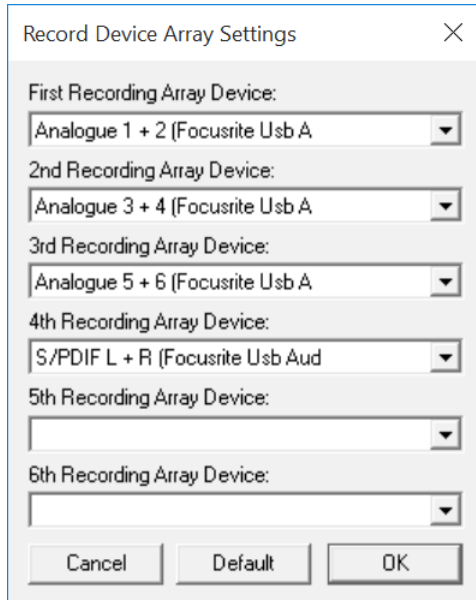 Record Device Array Settings
First Recording Array Device:
Analogue 1 + 2 (Focusrite Usb A
2nd Recording Array Device:
Analogue 3 + 4 (Focusrite Usb A
3rd Recording Array Device:
Analogue 5 + 6 (Focusrite Usb A
4th Recording Array Device:
S/PDIF L + R (Focusrite Usb Aud
5th Recording Array Device:
6th Recording Array Device:
Cancel Default OK